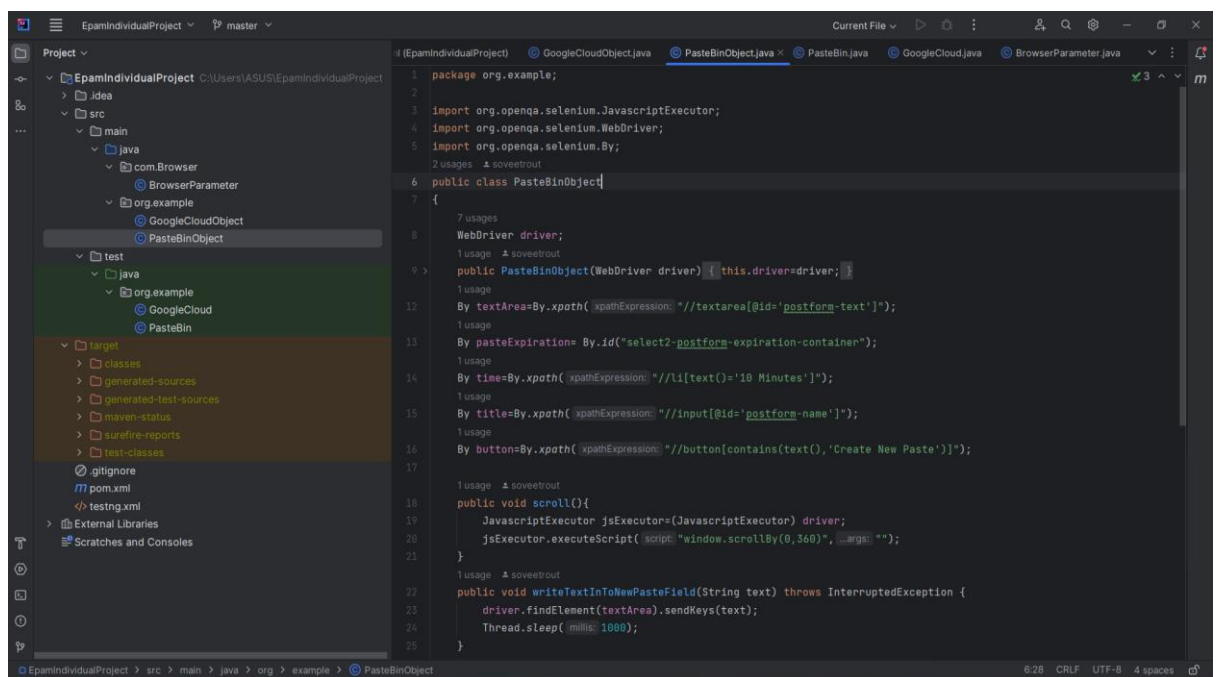 EpamIndividualProject master Current File
Project
EpamIndividualProject C:\Users\ASUS\EpamIndividualProject
.idea
src
main
java
com.Browser
BrowserParameter
org.example
GoogleCloudObject
PasteBinObject
test
java
org.example
GoogleCloud
PasteBin
target
classes
generated-sources
generated-test-sources
maven-status
surefire-reports
test-classes
.gitignore
pom.xml
testng.xml
External Libraries
Scratches and Consoles
(EpamIndividualProject) GoogleCloudObject.java PasteBinObject.java PasteBin.java GoogleCloud.java BrowserParameter.java
3
1 package org.example;
2
3 import org.openqa.selenium.JavascriptExecutor;
4 import org.openqa.selenium.WebDriver;
5 import org.openqa.selenium.By;
2 usages soveetrout
6 public class PasteBinObject
7 {
7 usages
8 WebDriver driver;
1 usage soveetrout
9 public PasteBinObject(WebDriver driver) { this.driver=driver; }
1 usage
12 By textArea=By.xpath( xpathExpression: "//textarea[@id='postform-text']");
1 usage
13 By pasteExpiration= By.id("select2-postform-expiration-container");
1 usage
14 By time=By.xpath( xpathExpression: "//li[text()='10 Minutes']");
1 usage
15 By title=By.xpath( xpathExpression: "//input[@id='postform-name']");
1 usage
16 By button=By.xpath( xpathExpression: "//button[contains(text(),'Create New Paste')]");
17
1 usage soveetrout
18 public void scroll(){
19 JavascriptExecutor jsExecutor=(JavascriptExecutor) driver;
20 jsExecutor.executeScript( script: "window.scrollBy(0,360)", ...args: "");
21 }
1 usage soveetrout
22 public void writeTextInToNewPasteField(String text) throws InterruptedException {
23 driver.findElement(textArea).sendKeys(text);
24 Thread.sleep( millis: 1000);
25 }
EpamIndividualProject > src > main > java > org > example > PasteBinObject 6:28 CRLF UTF-8 4 spaces